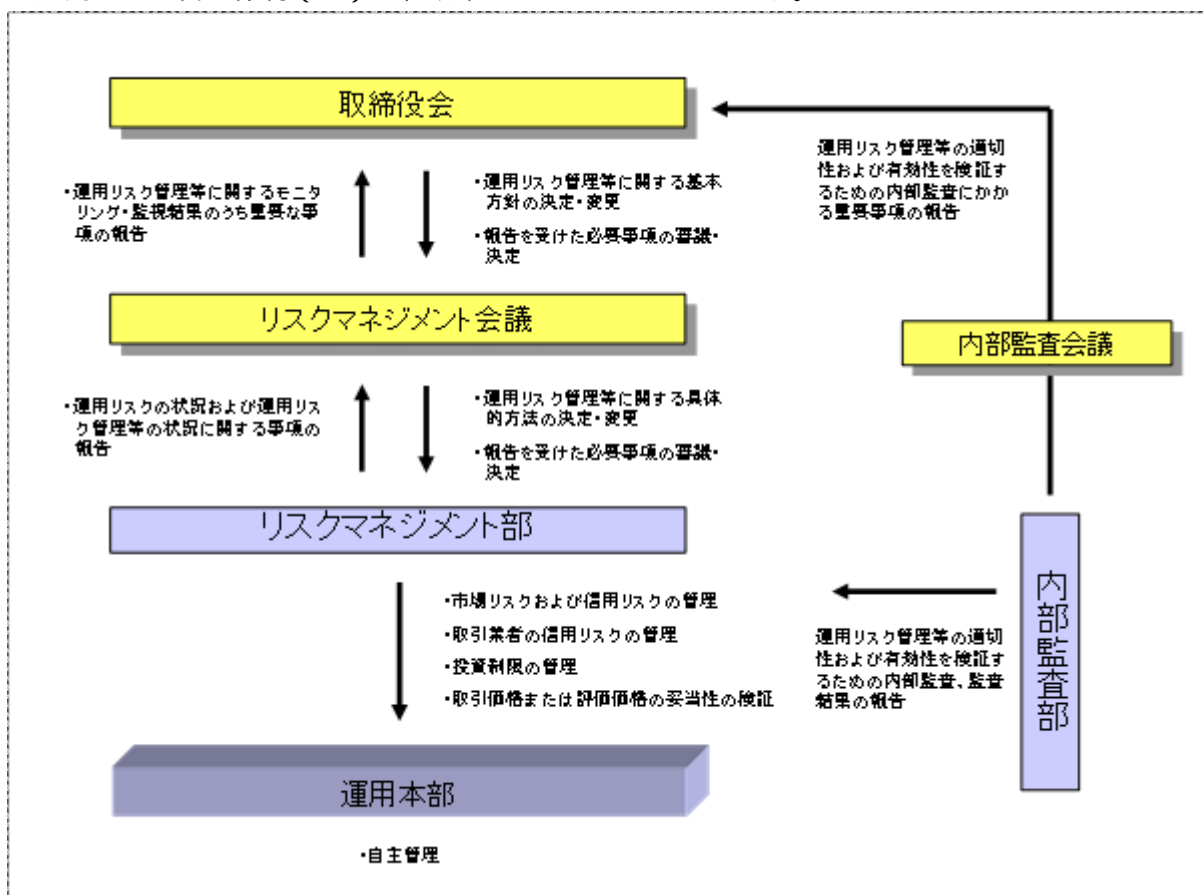 取締役会
・運用リスク管理等に関するモニタ
リング・監視結果のうち重要な事
項の報告
・運用リスク管理等に関する基本
方針の決定・変更
・報告を受けた必要事項の審議・
決定
運用リスク管理等の適切
性および有効性を検証す
るための内部監査にかか
る重要事項の報告
リスクマネジメント会議
内部監査会議
・運用リスクの状況および運用リス
ク管理等の状況に関する事項の
報告
・運用リスク管理等に関する具体
的方法の決定・変更
・報告を受けた必要事項の審議・
決定
リスクマネジメント部
内部監査部
・市場リスクおよび信用リスクの管理
・取引業者の信用リスクの管理
・投資制限の管理
・取引価格または評価価格の妥当性の検証
運用リスク管理等の適切
性および有効性を検証す
るための内部監査、監査
結果の報告
運用本部
・自主管理